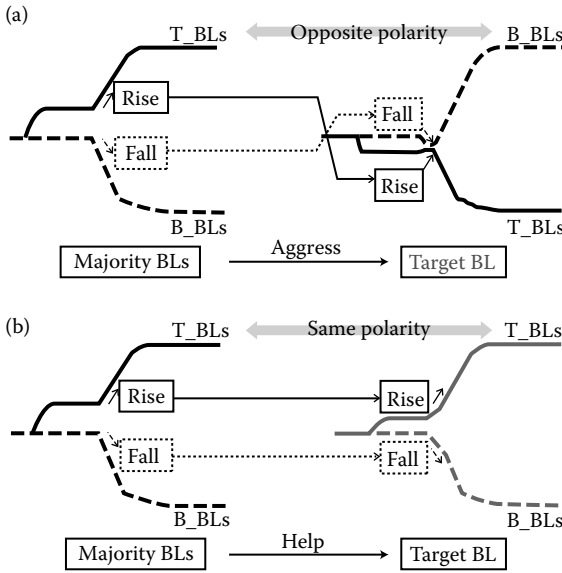 (a)
T_BLs
Opposite polarity
B_BLs
Rise
Fall
Fall
Rise
B_BLs
T_BLs
Majority BLs
Aggress
Target BL
(b)
T_BLs
Same polarity
T_BLs
Rise
Rise
Fall
Fall
B_BLs
B_BLs
Majority BLs
Help
Target BL